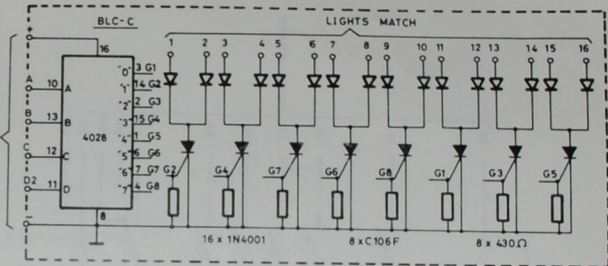 BLC-C
LIGHTS MATCH
+
16
1 2 3 4 5 6 7 8 9 10 11 12 13 14 15 16
"0" 3 G1
A 10 A "1" 14 G2
"2" 2 G3
B 13 B "3" 15 G4
4028
"4" 1 G5
C 12 C "5" 6 G6
"6" 7 G7
D2 11 D "7" 4 G8
G2 G4 G7 G6 G8 G1 G3 G5
8
−
16 x 1N4001 8 x C106F 8 x 430Ω